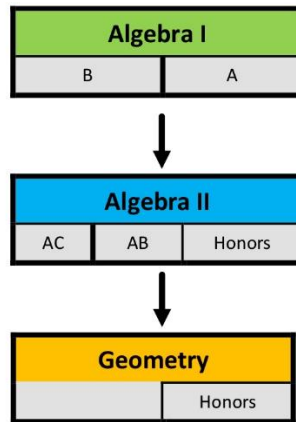 Algebra I
B A
Algebra II
AC AB Honors
Geometry
Honors